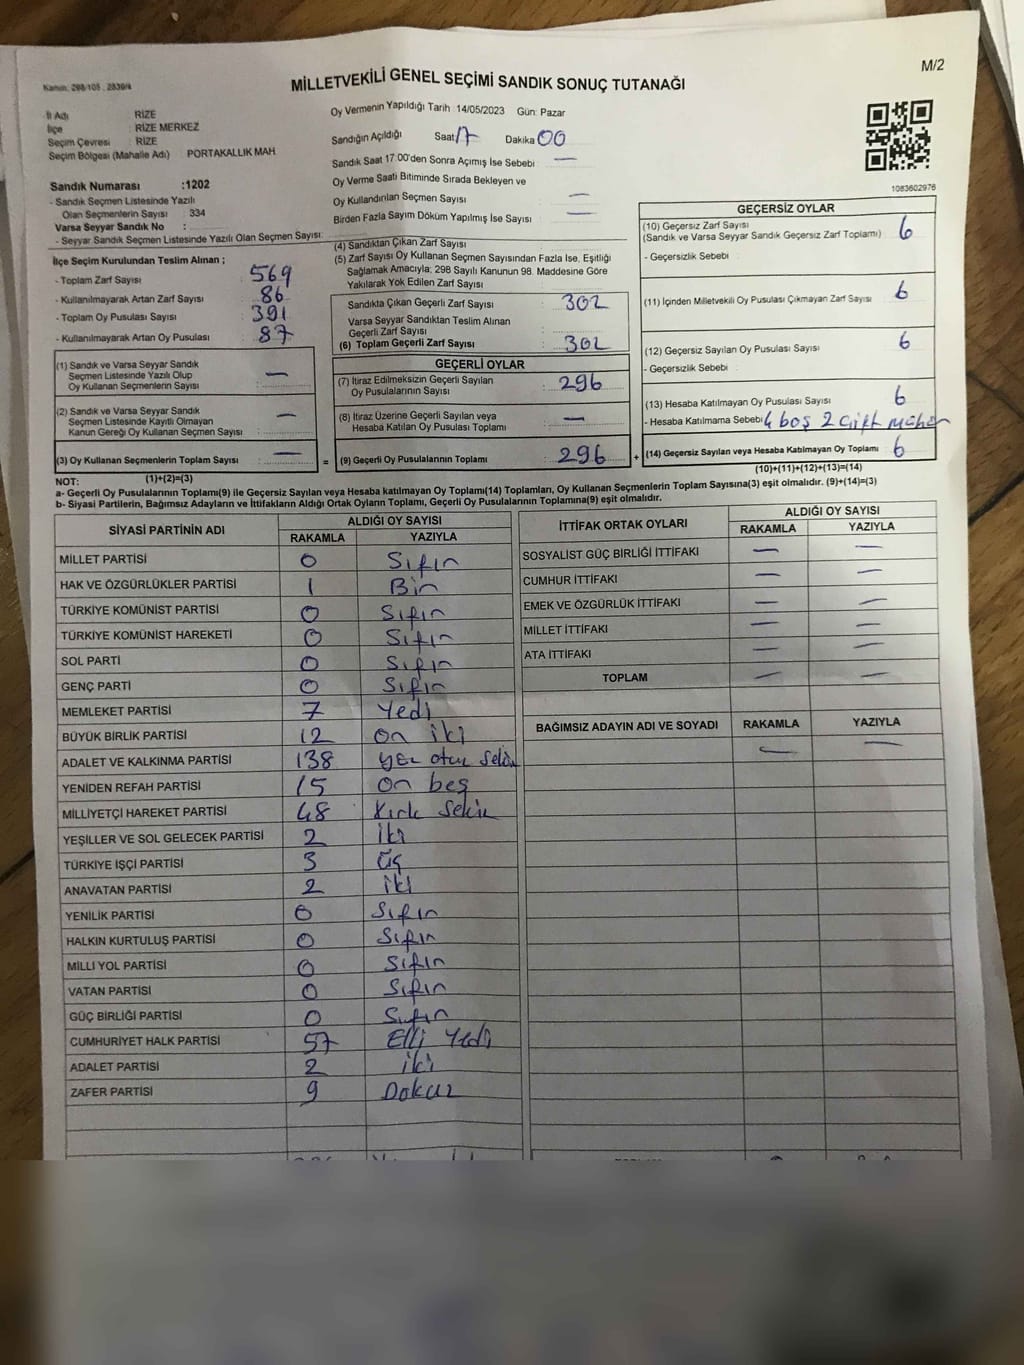 M/2
Kanun: 298/105 , 2839/4
MİLLETVEKİLİ GENEL SEÇİMİ SANDIK SONUÇ TUTANAĞI
İl Adı : RİZE
İlçe : RİZE MERKEZ
Seçim Çevresi : RİZE
Seçim Bölgesi (Mahalle Adı) PORTAKALLIK MAH.
Sandık Numarası :1202
- Sandık Seçmen Listesinde Yazılı
Olan Seçmenlerin Sayısı : 334
Varsa Seyyar Sandık No :
- Seyyar Sandık Seçmen Listesinde Yazılı Olan Seçmen Sayısı:
Oy Vermenin Yapıldığı Tarih 14/05/2023 Gün: Pazar
Sandığın Açıldığı Saat 17 Dakika 00
Sandık Saat 17:00'den Sonra Açımış İse Sebebi : —
Oy Verme Saati Bitiminde Sırada Bekleyen ve
Oy Kullandırılan Seçmen Sayısı : —
Birden Fazla Sayım Döküm Yapılmış İse Sayısı : —
1083602976
İlçe Seçim Kurulundan Teslim Alınan ;
- Toplam Zarf Sayısı : 569
- Kullanılmayarak Artan Zarf Sayısı : 86
- Toplam Oy Pusulası Sayısı : 391
- Kullanılmayarak Artan Oy Pusulası : 87
(1) Sandık ve Varsa Seyyar Sandık
Seçmen Listesinde Yazılı Olup
Oy Kullanan Seçmenlerin Sayısı : —
(2) Sandık ve Varsa Seyyar Sandık
Seçmen Listesinde Kayıtlı Olmayan
Kanun Gereği Oy Kullanan Seçmen Sayısı : —
(3) Oy Kullanan Seçmenlerin Toplam Sayısı : —
(1)+(2)=(3)
(4) Sandıktan Çıkan Zarf Sayısı :
(5) Zarf Sayısı Oy Kullanan Seçmen Sayısından Fazla İse, Eşitliği
Sağlamak Amacıyla; 298 Sayılı Kanunun 98. Maddesine Göre
Yakılarak Yok Edilen Zarf Sayısı :
Sandıkta Çıkan Geçerli Zarf Sayısı : 302
Varsa Seyyar Sandıktan Teslim Alınan
Geçerli Zarf Sayısı :
(6) Toplam Geçerli Zarf Sayısı : 302
GEÇERLİ OYLAR
(7) İtiraz Edilmeksizin Geçerli Sayılan
Oy Pusulalarının Sayısı : 296
(8) İtiraz Üzerine Geçerli Sayılan veya
Hesaba Katılan Oy Pusulası Toplamı : —
= (9) Geçerli Oy Pusulalarının Toplamı : 296 +
GEÇERSİZ OYLAR
(10) Geçersiz Zarf Sayısı
(Sandık ve Varsa Seyyar Sandık Geçersiz Zarf Toplamı) : 6
- Geçersizlik Sebebi :
(11) İçinden Milletvekili Oy Pusulası Çıkmayan Zarf Sayısı : 6
(12) Geçersiz Sayılan Oy Pusulası Sayısı : 6
- Geçersizlik Sebebi :
(13) Hesaba Katılmayan Oy Pusulası Sayısı : 6
- Hesaba Katılmama Sebebi : 4 boş 2 çift mühür
(14) Geçersiz Sayılan veya Hesaba Katılmayan Oy Toplamı : 6
(10)+(11)+(12)+(13)=(14)
NOT:
a- Geçerli Oy Pusulalarının Toplamı(9) ile Geçersiz Sayılan veya Hesaba katılmayan Oy Toplamı(14) Toplamları, Oy Kullanan Seçmenlerin Toplam Sayısına(3) eşit olmalıdır. (9)+(14)=(3)
b- Siyasi Partilerin, Bağımsız Adayların ve İttifakların Aldığı Ortak Oyların Toplamı, Geçerli Oy Pusulalarının Toplamına(9) eşit olmalıdır.
SİYASİ PARTİNİN ADI ALDIĞI OY SAYISI
RAKAMLA YAZIYLA
MİLLET PARTİSİ 0 Sıfır
HAK VE ÖZGÜRLÜKLER PARTİSİ 1 Bir
TÜRKİYE KOMÜNİST PARTİSİ 0 Sıfır
TÜRKİYE KOMÜNİST HAREKETİ 0 Sıfır
SOL PARTİ 0 Sıfır
GENÇ PARTİ 0 Sıfır
MEMLEKET PARTİSİ 7 Yedi
BÜYÜK BİRLİK PARTİSİ 12 on iki
ADALET VE KALKINMA PARTİSİ 138 yüz otuz sekiz
YENİDEN REFAH PARTİSİ 15 on beş
MİLLİYETÇİ HAREKET PARTİSİ 48 kırk sekiz
YEŞİLLER VE SOL GELECEK PARTİSİ 2 iki
TÜRKİYE İŞÇİ PARTİSİ 3 üç
ANAVATAN PARTİSİ 2 iki
YENİLİK PARTİSİ 0 Sıfır
HALKIN KURTULUŞ PARTİSİ 0 Sıfır
MİLLİ YOL PARTİSİ 0 Sıfır
VATAN PARTİSİ 0 Sıfır
GÜÇ BİRLİĞİ PARTİSİ 0 Sıfır
CUMHURİYET HALK PARTİSİ 57 Elli Yedi
ADALET PARTİSİ 2 iki
ZAFER PARTİSİ 9 Dokuz
İTTİFAK ORTAK OYLARI ALDIĞI OY SAYISI
RAKAMLA YAZIYLA
SOSYALİST GÜÇ BİRLİĞİ İTTİFAKI — —
CUMHUR İTTİFAKI — —
EMEK VE ÖZGÜRLÜK İTTİFAKI — —
MİLLET İTTİFAKI — —
ATA İTTİFAKI — —
TOPLAM — —
BAĞIMSIZ ADAYIN ADI VE SOYADI RAKAMLA YAZIYLA
— —